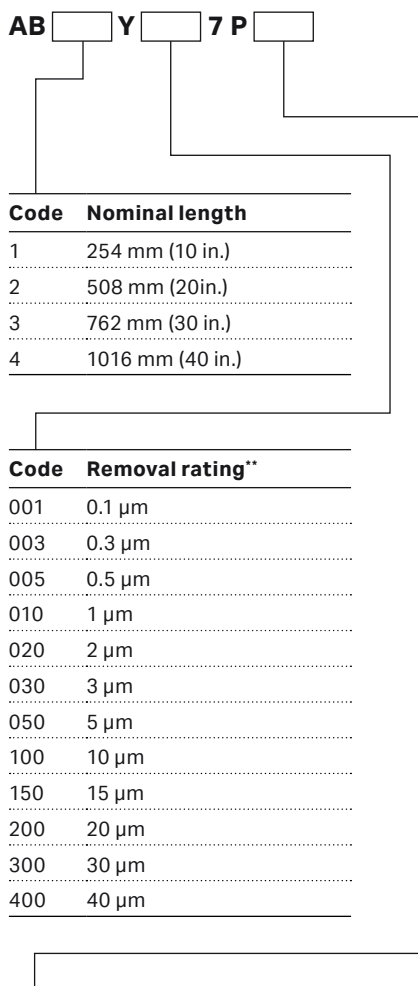 AB Y 7 P
Code Nominal length
1 254 mm (10 in.)
2 508 mm (20in.)
3 762 mm (30 in.)
4 1016 mm (40 in.)
Code Removal rating**
001 0.1 µm
003 0.3 µm
005 0.5 µm
010 1 µm
020 2 µm
030 3 µm
050 5 µm
100 10 µm
150 15 µm
200 20 µm
300 30 µm
400 40 µm